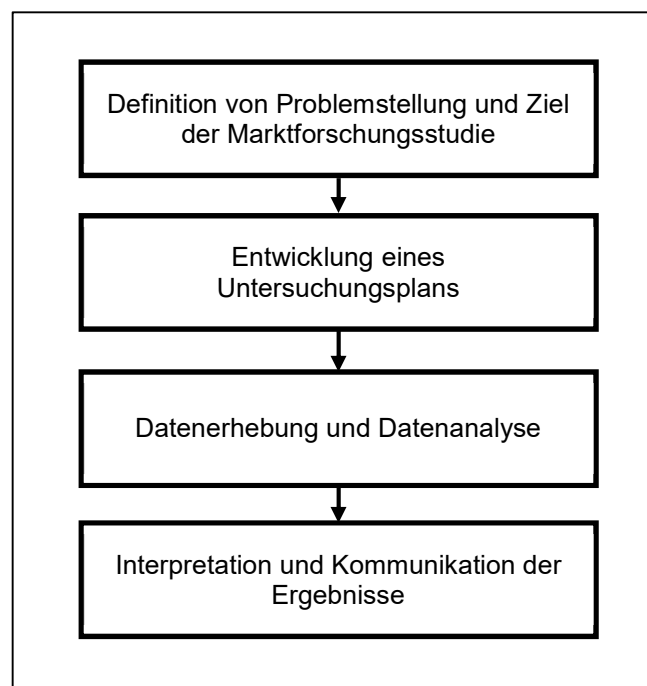 Definition von Problemstellung und Ziel
der Marktforschungsstudie
Entwicklung eines
Untersuchungsplans
Datenerhebung und Datenanalyse
Interpretation und Kommunikation der
Ergebnisse